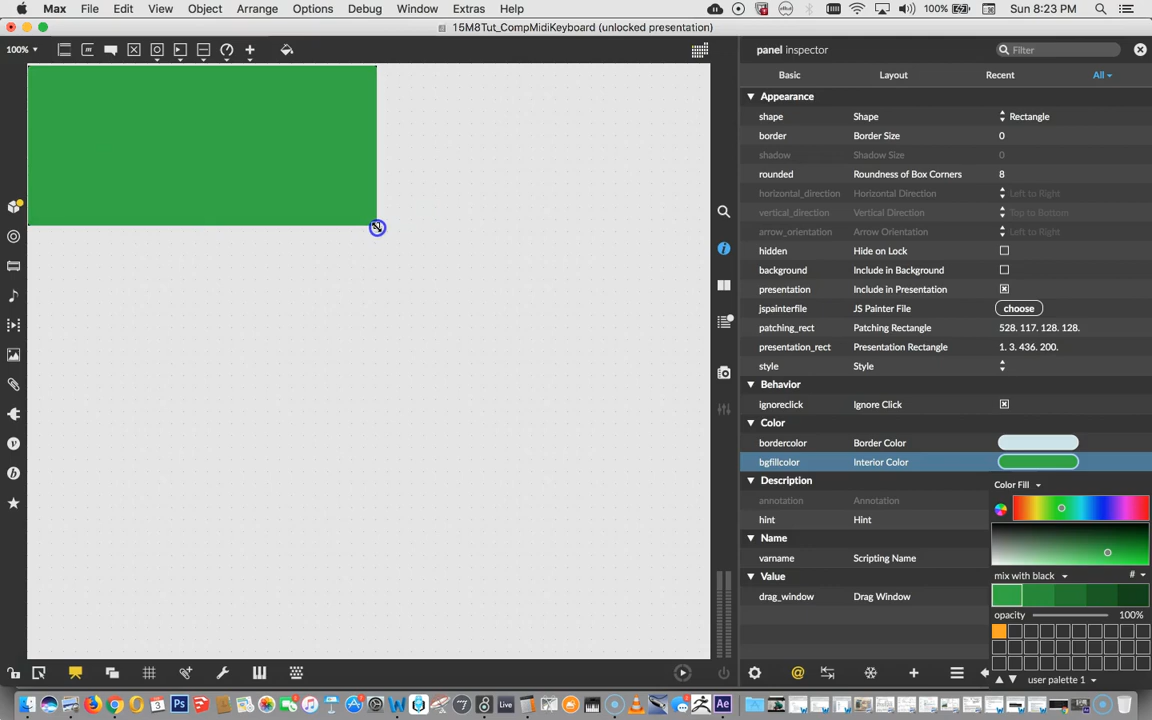 Max File Edit View Object Arrange Options Debug Window Extras Help 100% Sun 8:23 PM
15M8Tut_CompMidiKeyboard (unlocked presentation)
100%
panel inspector Filter
Basic Layout Recent All
Appearance
shape Shape Rectangle
border Border Size 0
shadow Shadow Size 0
rounded Roundness of Box Corners 8
horizontal_direction Horizontal Direction Left to Right
vertical_direction Vertical Direction Top to Bottom
arrow_orientation Arrow Orientation Left to Right
hidden Hide on Lock
background Include in Background
presentation Include in Presentation
jspainterfile JS Painter File choose
patching_rect Patching Rectangle 528. 117. 128. 128.
presentation_rect Presentation Rectangle 1. 3. 436. 200.
style Style
Behavior
ignoreclick Ignore Click
Color
bordercolor Border Color
bgfillcolor Interior Color
Description
Color Fill
annotation Annotation
hint Hint
Name
varname Scripting Name
mix with black #
Value
drag_window Drag Window
opacity 100%
user palette 1